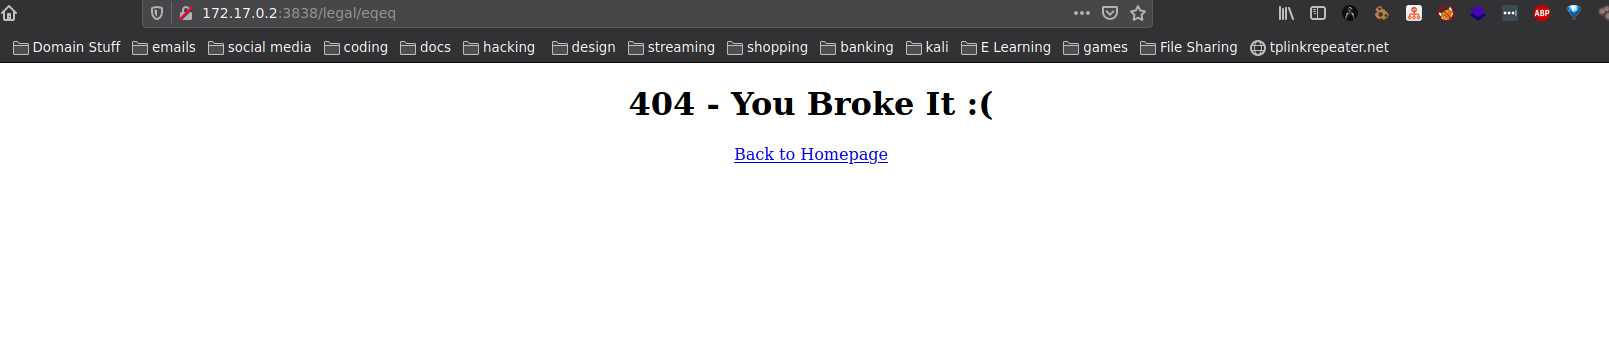 172.17.0.2:3838/legal/eqeq
ABP
Domain Stuff emails social media coding docs hacking design streaming shopping banking kali E Learning games File Sharing tplinkrepeater.net
404 - You Broke It :(
Back to Homepage